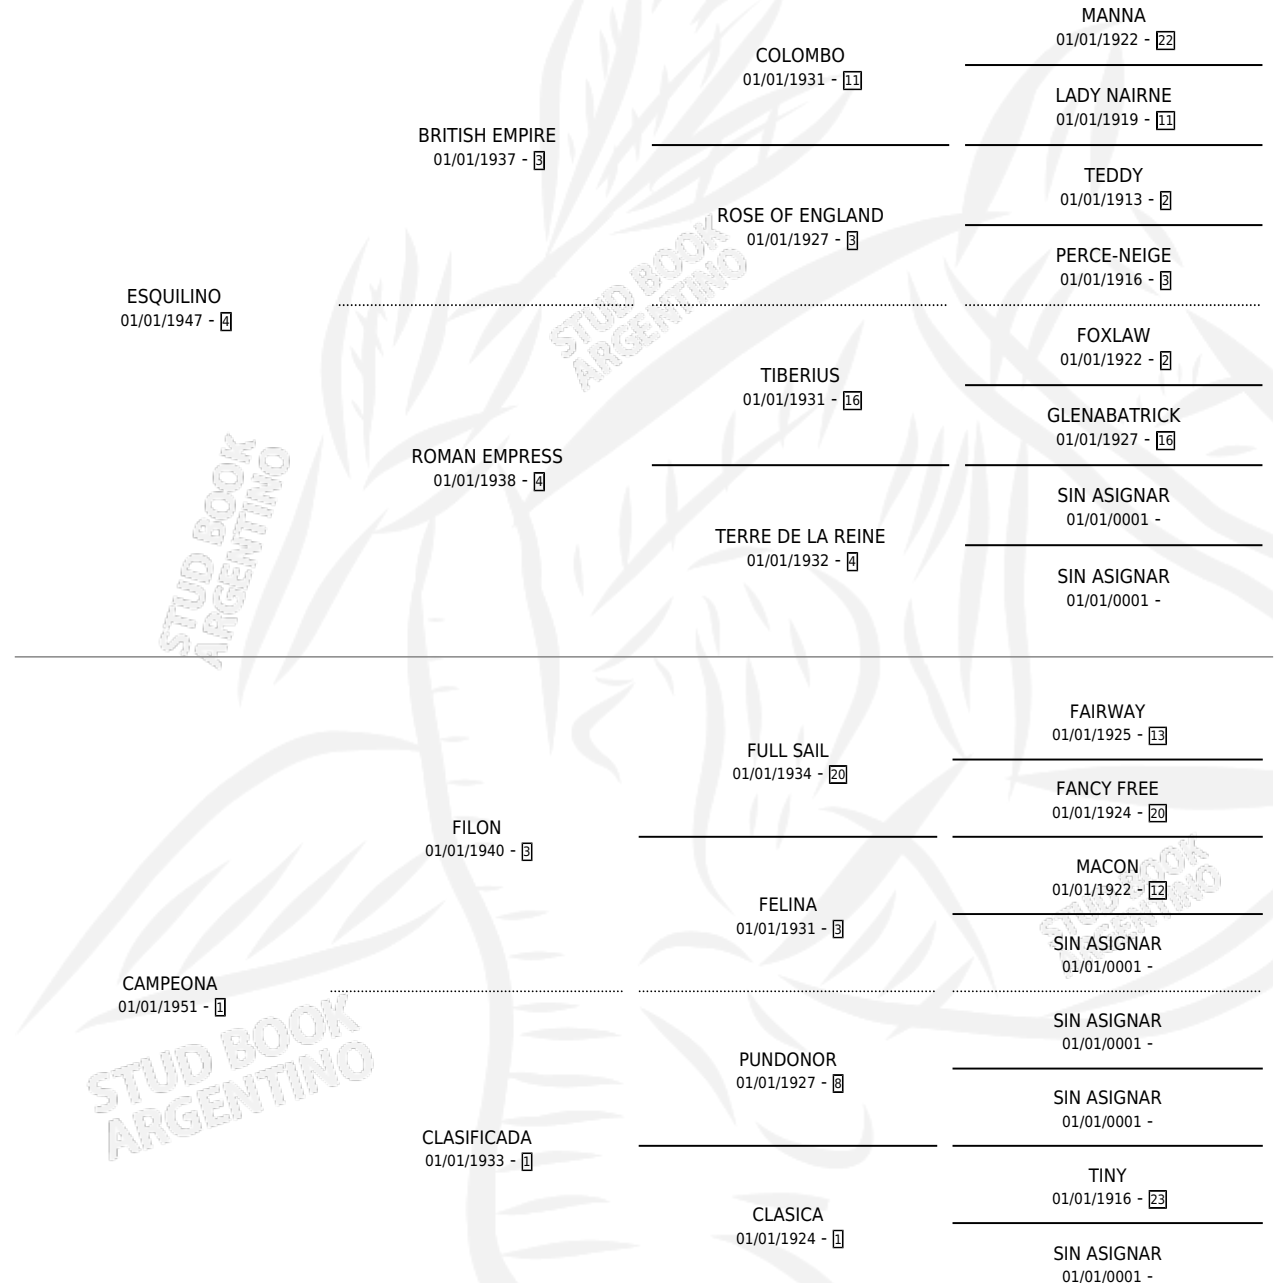 MANNA
01/01/1922 - 22
COLOMBO
01/01/1931 - 11
LADY NAIRNE
01/01/1919 - 11
BRITISH EMPIRE
01/01/1937 - 3
TEDDY
01/01/1913 - 2
ROSE OF ENGLAND
01/01/1927 - 3
PERCE-NEIGE
01/01/1916 - 3
ESQUILINO
01/01/1947 - 4
FOXLAW
01/01/1922 - 2
TIBERIUS
01/01/1931 - 16
GLENABATRICK
01/01/1927 - 16
ROMAN EMPRESS
01/01/1938 - 4
SIN ASIGNAR
01/01/0001 -
TERRE DE LA REINE
01/01/1932 - 4
SIN ASIGNAR
01/01/0001 -
FAIRWAY
01/01/1925 - 13
FULL SAIL
01/01/1934 - 20
FANCY FREE
01/01/1924 - 20
FILON
01/01/1940 - 3
MACON
01/01/1922 - 12
FELINA
01/01/1931 - 3
SIN ASIGNAR
01/01/0001 -
CAMPEONA
01/01/1951 - 1
SIN ASIGNAR
01/01/0001 -
PUNDONOR
01/01/1927 - 8
SIN ASIGNAR
01/01/0001 -
CLASIFICADA
01/01/1933 - 1
TINY
01/01/1916 - 23
CLASICA
01/01/1924 - 1
SIN ASIGNAR
01/01/0001 -
STUD BOOK
ARGENTINO
STUD BOOK
ARGENTINO
STUD BOOK
ARGENTINO
STUD BOOK
ARGENTINO